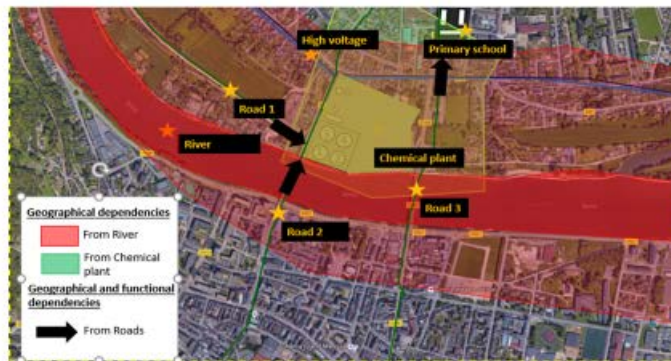 High voltage
Primary school
Road 1
River
Chemical plant
Road 2
Road 3
Geographical dependencies
From River
From Chemical
plant
Geographical and functional
dependencies
From Roads